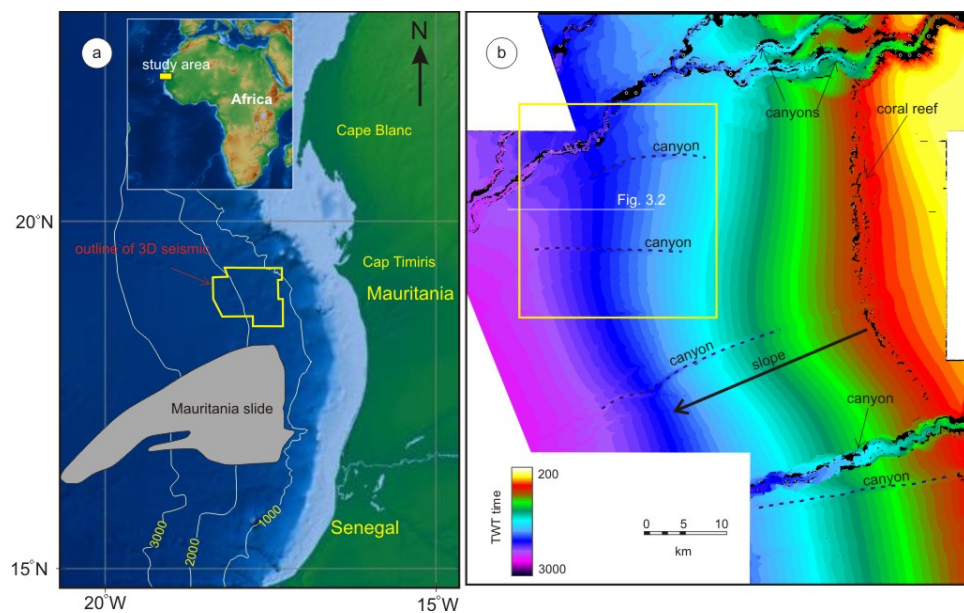 a
study area
Africa
N
Cape Blanc
20°N
outline of 3D seismic
Cap Timiris
Mauritania
Mauritania slide
3000
2000
1000
Senegal
15°N
20°W
15°W
b
canyons
coral reef
canyon
Fig. 3.2
canyon
canyon
slope
canyon
canyon
TWT time
200
3000
0 5 10
km